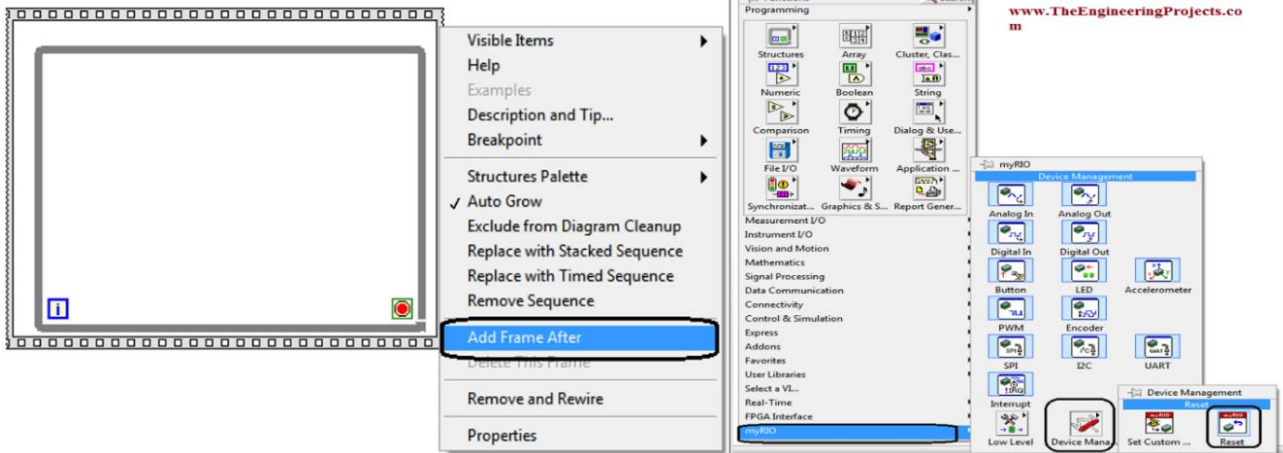 Visible Items
Help
Examples
Description and Tip...
Breakpoint
Structures Palette
Auto Grow
Exclude from Diagram Cleanup
Replace with Stacked Sequence
Replace with Timed Sequence
Remove Sequence
Add Frame After
Delete This Frame
Remove and Rewire
Properties
i
Programming
Structures Array Cluster, Clas...
Numeric Boolean String
Comparison Timing Dialog & Use...
File I/O Waveform Application ...
Synchronizat... Graphics & S... Report Gener...
Measurement I/O
Instrument I/O
Vision and Motion
Mathematics
Signal Processing
Data Communication
Connectivity
Control & Simulation
Express
Addons
Favorites
User Libraries
Select a VI...
Real-Time
FPGA Interface
myRIO
www.TheEngineeringProjects.co
m
myRIO
Device Management
Analog In Analog Out
Digital In Digital Out
Button LED Accelerometer
PWM Encoder
SPI I2C UART
Interrupt
Low Level Device Mana...
Device Management
Reset
Set Custom ... Reset